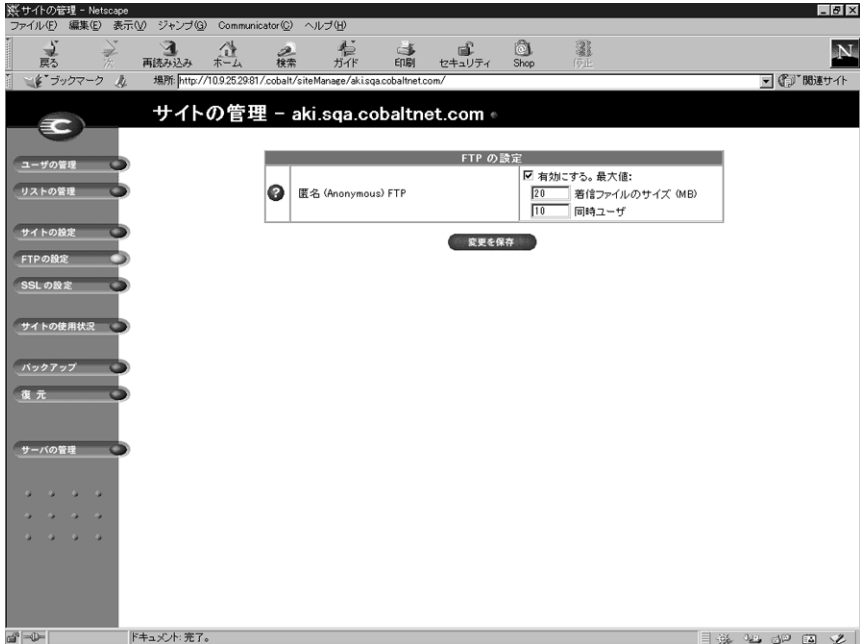 サイトの管理 - Netscape
ファイル(F) 編集(E) 表示(V) ジャンプ(G) Communicator(C) ヘルプ(H)
戻る 次 再読み込み ホーム 検索 ガイド 印刷 セキュリティ Shop 停止
ブックマーク 場所: http://10.9.25.29:81/.cobalt/siteManage/aki.sqa.cobaltnet.com/ 関連サイト
サイトの管理 - aki.sqa.cobaltnet.com
ユーザの管理
リストの管理
サイトの設定
FTPの設定
SSL の設定
サイトの使用状況
バックアップ
復 元
サーバの管理
FTP の設定
匿名 (Anonymous) FTP
有効にする。最大値:
20 着信ファイルのサイズ (MB)
10 同時ユーザ
変更を保存
ドキュメント: 完了。